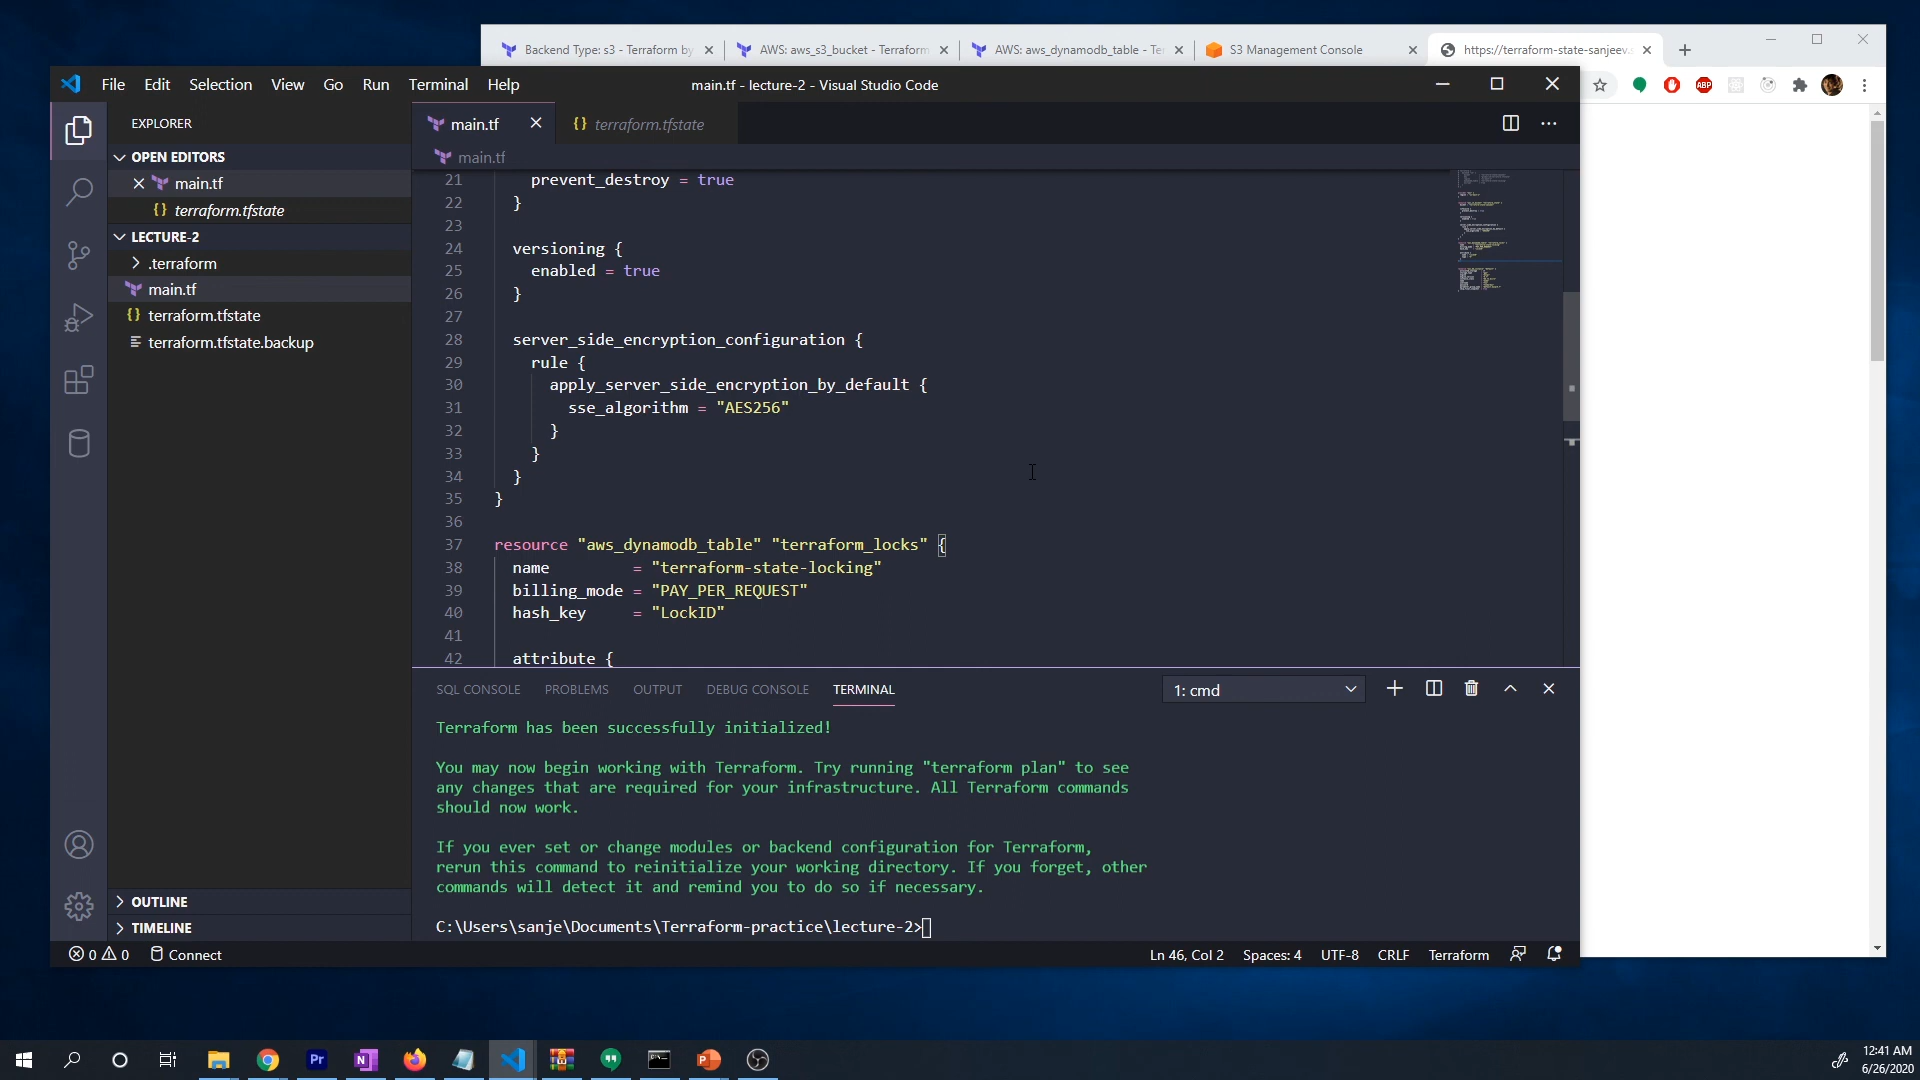 Backend Type: s3 - Terraform by
AWS: aws_s3_bucket - Terraform
AWS: aws_dynamodb_table - Te
S3 Management Console
https://terraform-state-sanjeev.
File Edit Selection View Go Run Terminal Help
main.tf - lecture-2 - Visual Studio Code
ABP
EXPLORER
main.tf
terraform.tfstate
OPEN EDITORS
main.tf
main.tf
terraform.tfstate
LECTURE-2
.terraform
main.tf
terraform.tfstate
terraform.tfstate.backup
OUTLINE
TIMELINE
21 prevent_destroy = true
22 }
23
24 versioning {
25 enabled = true
26 }
27
28 server_side_encryption_configuration {
29 rule {
30 apply_server_side_encryption_by_default {
31 sse_algorithm = "AES256"
32 }
33 }
34 }
35 }
36
37 resource "aws_dynamodb_table" "terraform_locks" {
38 name = "terraform-state-locking"
39 billing_mode = "PAY_PER_REQUEST"
40 hash_key = "LockID"
41
42 attribute {
SQL CONSOLE PROBLEMS OUTPUT DEBUG CONSOLE TERMINAL
1: cmd
Terraform has been successfully initialized!
You may now begin working with Terraform. Try running "terraform plan" to see
any changes that are required for your infrastructure. All Terraform commands
should now work.
If you ever set or change modules or backend configuration for Terraform,
rerun this command to reinitialize your working directory. If you forget, other
commands will detect it and remind you to do so if necessary.
C:\Users\sanje\Documents\Terraform-practice\lecture-2>
0 0 Connect
Ln 46, Col 2 Spaces: 4 UTF-8 CRLF Terraform
Pr
N
P
12:41 AM
6/26/2020